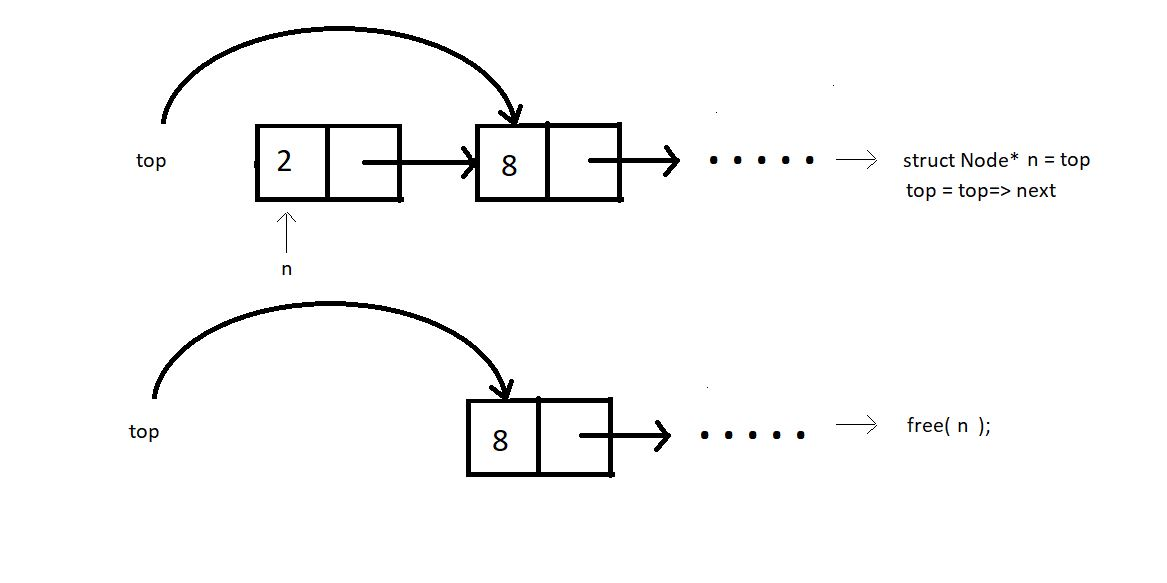 top
2
8
struct Node* n = top
top = top=> next
n
top
8
free( n );